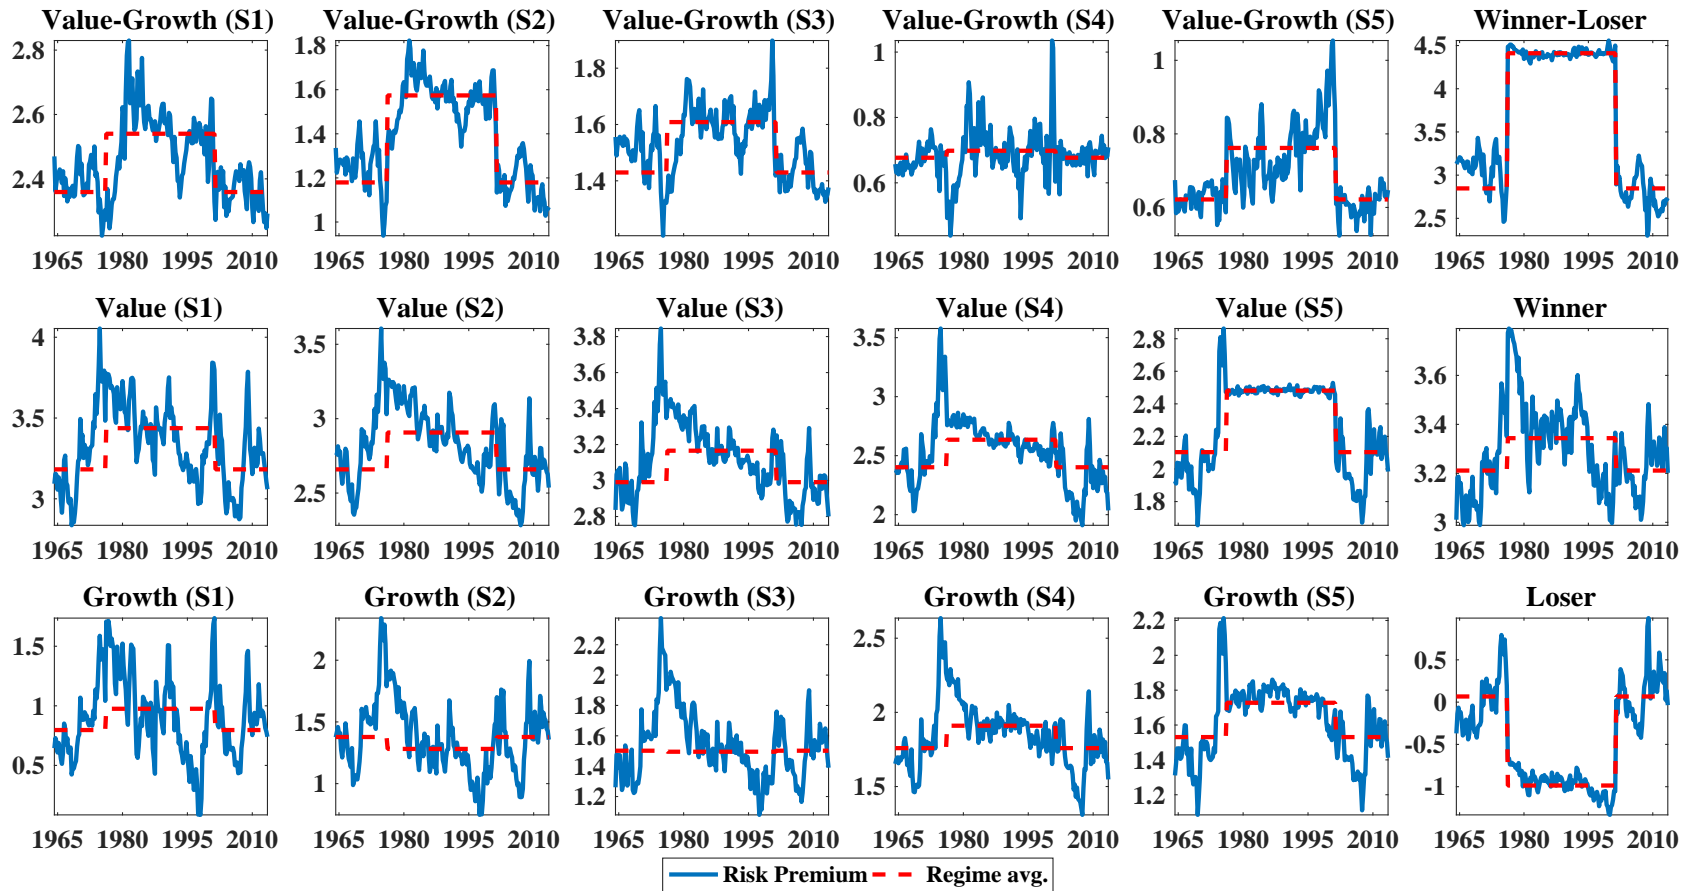 Value-Growth (S1) Value-Growth (S2) Value-Growth (S3) Value-Growth (S4) Value-Growth (S5) Winner-Loser
2.8 2.6 2.4
1.8 1.6 1.4 1.2 1
1.8 1.6 1.4
1 0.8 0.6
1 0.8 0.6
4.5 4 3.5 3 2.5
1965 1980 1995 2010 1965 1980 1995 2010 1965 1980 1995 2010 1965 1980 1995 2010 1965 1980 1995 2010 1965 1980 1995 2010
Value (S1) Value (S2) Value (S3) Value (S4) Value (S5) Winner
4 3.5 3
3.5 3 2.5
3.8 3.6 3.4 3.2 3 2.8
3.5 3 2.5 2
2.8 2.6 2.4 2.2 2 1.8
3.6 3.4 3.2 3
1965 1980 1995 2010 1965 1980 1995 2010 1965 1980 1995 2010 1965 1980 1995 2010 1965 1980 1995 2010 1965 1980 1995 2010
Growth (S1) Growth (S2) Growth (S3) Growth (S4) Growth (S5) Loser
1.5 1 0.5
2 1.5 1
2.2 2 1.8 1.6 1.4 1.2
2.5 2 1.5
2.2 2 1.8 1.6 1.4 1.2
0.5 0 -0.5 -1
1965 1980 1995 2010 1965 1980 1995 2010 1965 1980 1995 2010 1965 1980 1995 2010 1965 1980 1995 2010 1965 1980 1995 2010
Risk Premium Regime avg.